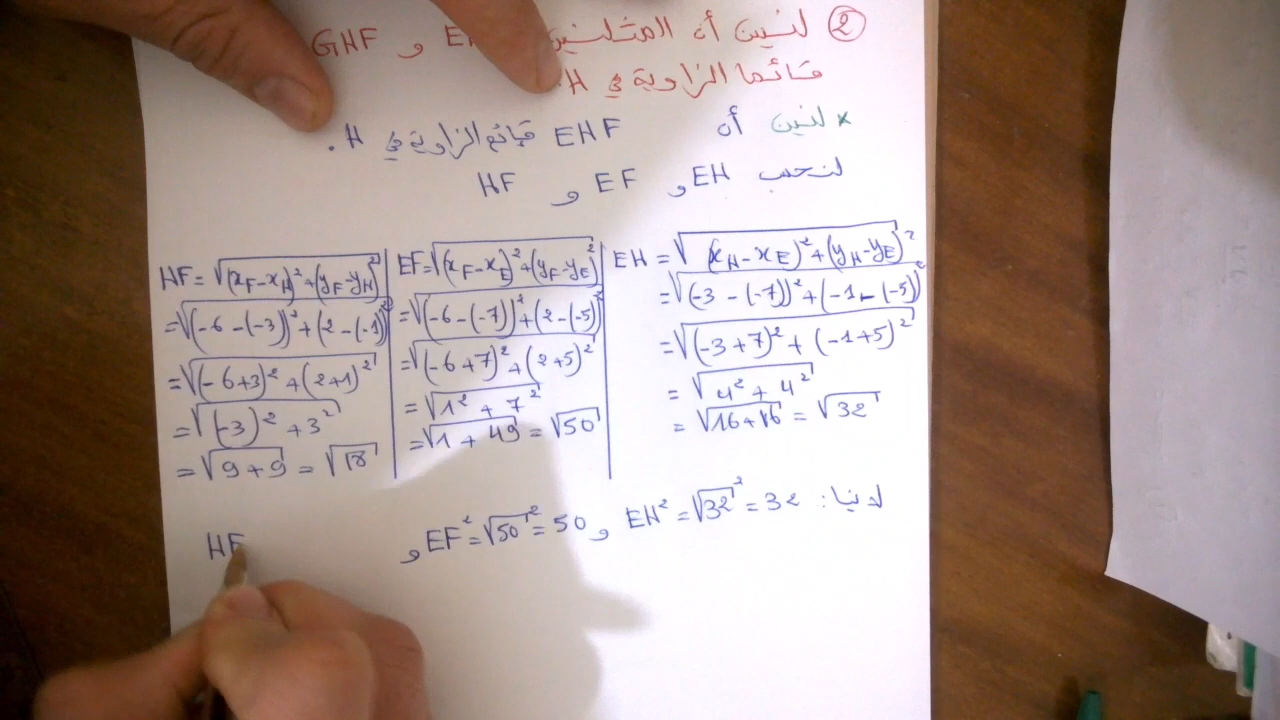 ② لنبين أن المثلثين E و GHF
قائما الزاوية في H
× لنبين أن EHF قائم الزاوية في H.
لنحسب EH و EF و HF
EH = √((x_H - x_E)² + (y_H - y_E)²)
= √((-3 - (-7))² + (-1 - (-5))²)
= √((-3 + 7)² + (-1 + 5)²)
= √(4² + 4²)
= √(16 + 16) = √32
EF = √((x_F - x_E)² + (y_F - y_E)²)
= √((-6 - (-7))² + (2 - (-5))²)
= √((-6 + 7)² + (2 + 5)²)
= √(1² + 7²)
= √(1 + 49) = √50
HF = √((x_F - x_H)² + (y_F - y_H)²)
= √((-6 - (-3))² + (2 - (-1))²)
= √((-6 + 3)² + (2 + 1)²)
= √((-3)² + 3²)
= √(9 + 9) = √18
لدينا : EH² = √32² = 32 و EF² = √50² = 50 و HF